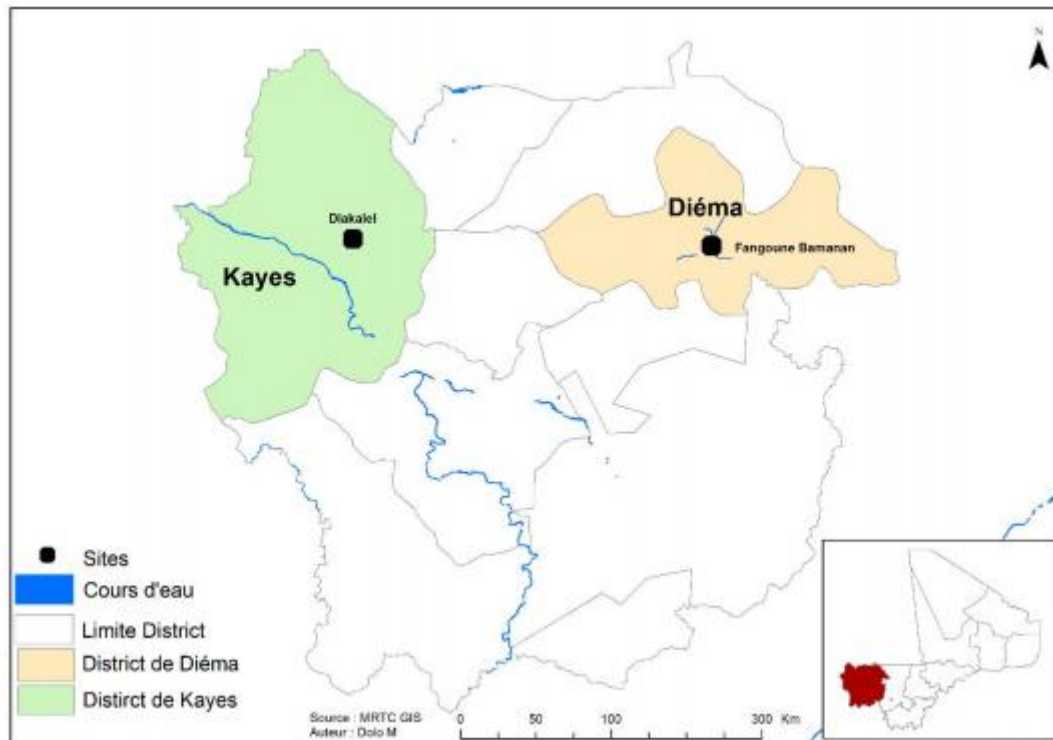 N
Diakalel
Kayes
Diéma
Fangoune Bamanan
Sites
Cours d'eau
Limite District
District de Diéma
Distirct de Kayes
Source : MRTC GIS
Auteur : Dolo M
0 50 100 300 Km